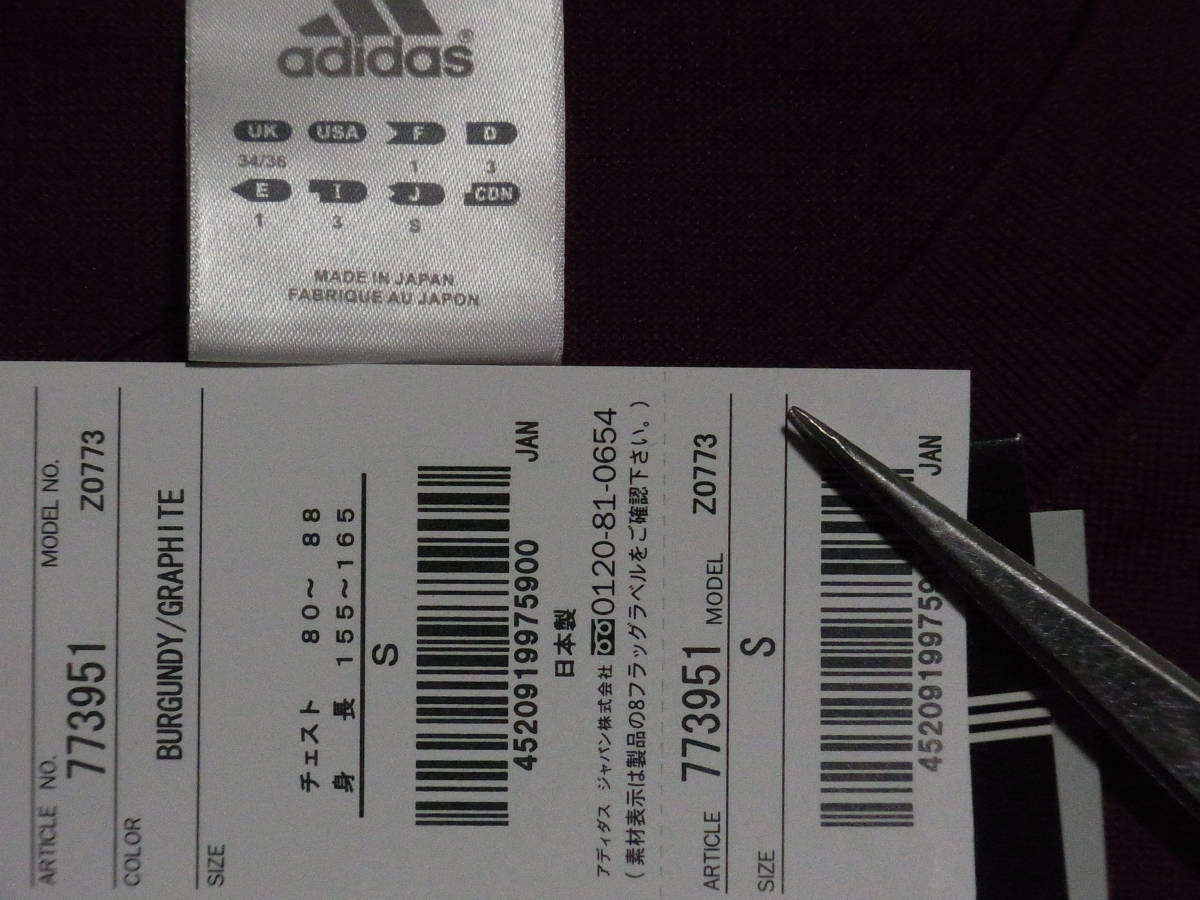 adidas®
UK USA F D
34/36 1 3
E I J CDN
1 3 S
MADE IN JAPAN
FABRIQUE AU JAPON
ARTICLE NO. MODEL NO.
773951 Z0773
COLOR
BURGUNDY/GRAPHITE
SIZE
チェスト 80～ 88
身 長 155～165
S
JAN
4520919975900
日本製
アディダス ジャパン株式会社 0120-81-0654
(素材表示は製品の8フラッグラベルをご確認下さい。)
ARTICLE 773951 MODEL Z0773
SIZE S
JAN